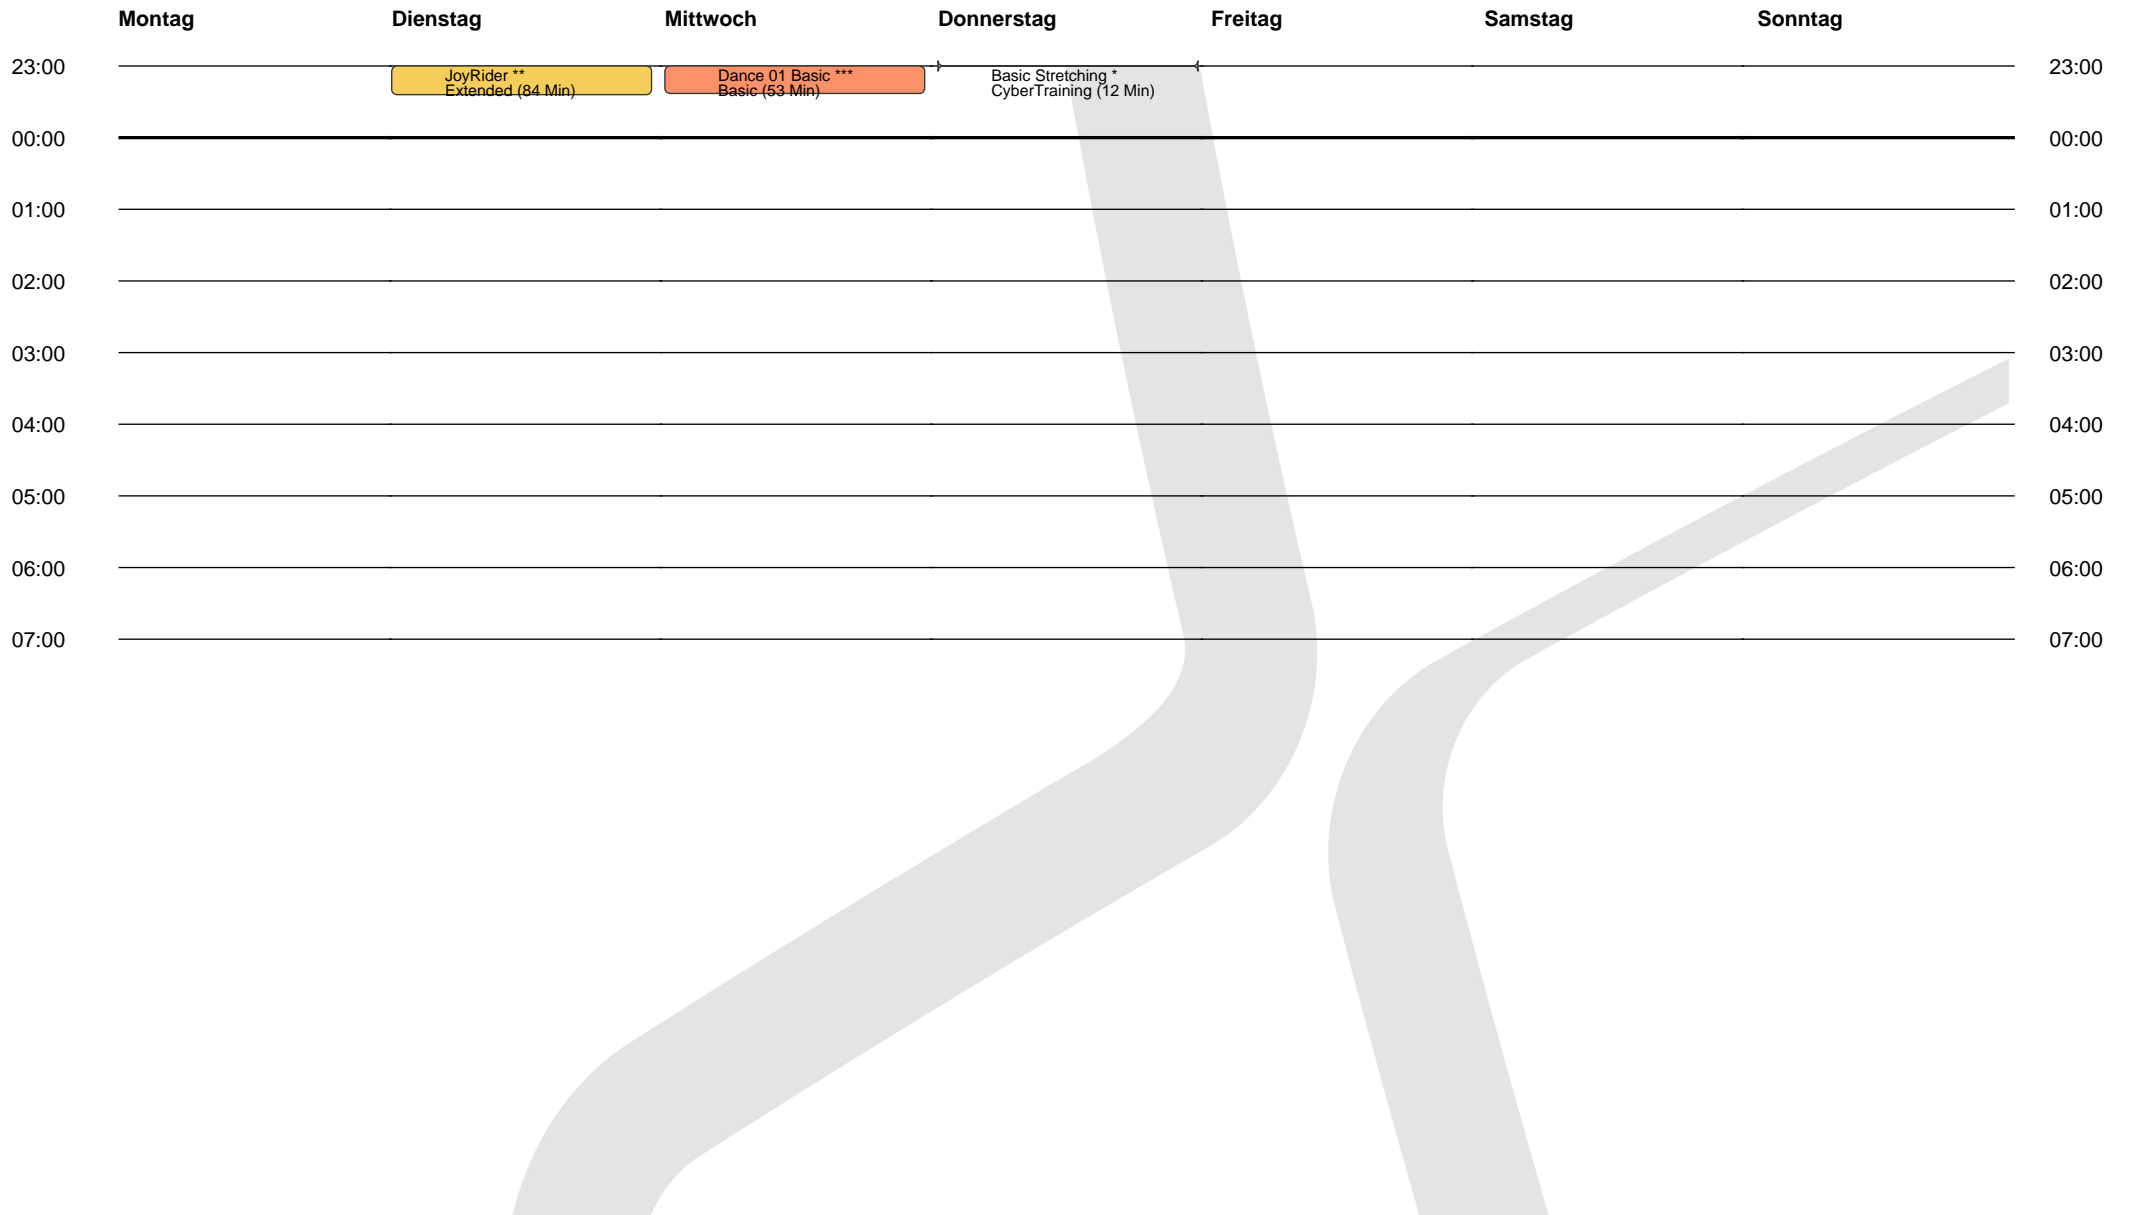 Montag Dienstag Mittwoch Donnerstag Freitag Samstag Sonntag
23:00 JoyRider ** Dance 01 Basic *** Basic Stretching * 23:00
Extended (84 Min) Basic (53 Min) CyberTraining (12 Min)
00:00 00:00
01:00 01:00
02:00 02:00
03:00 03:00
04:00 04:00
05:00 05:00
06:00 06:00
07:00 07:00